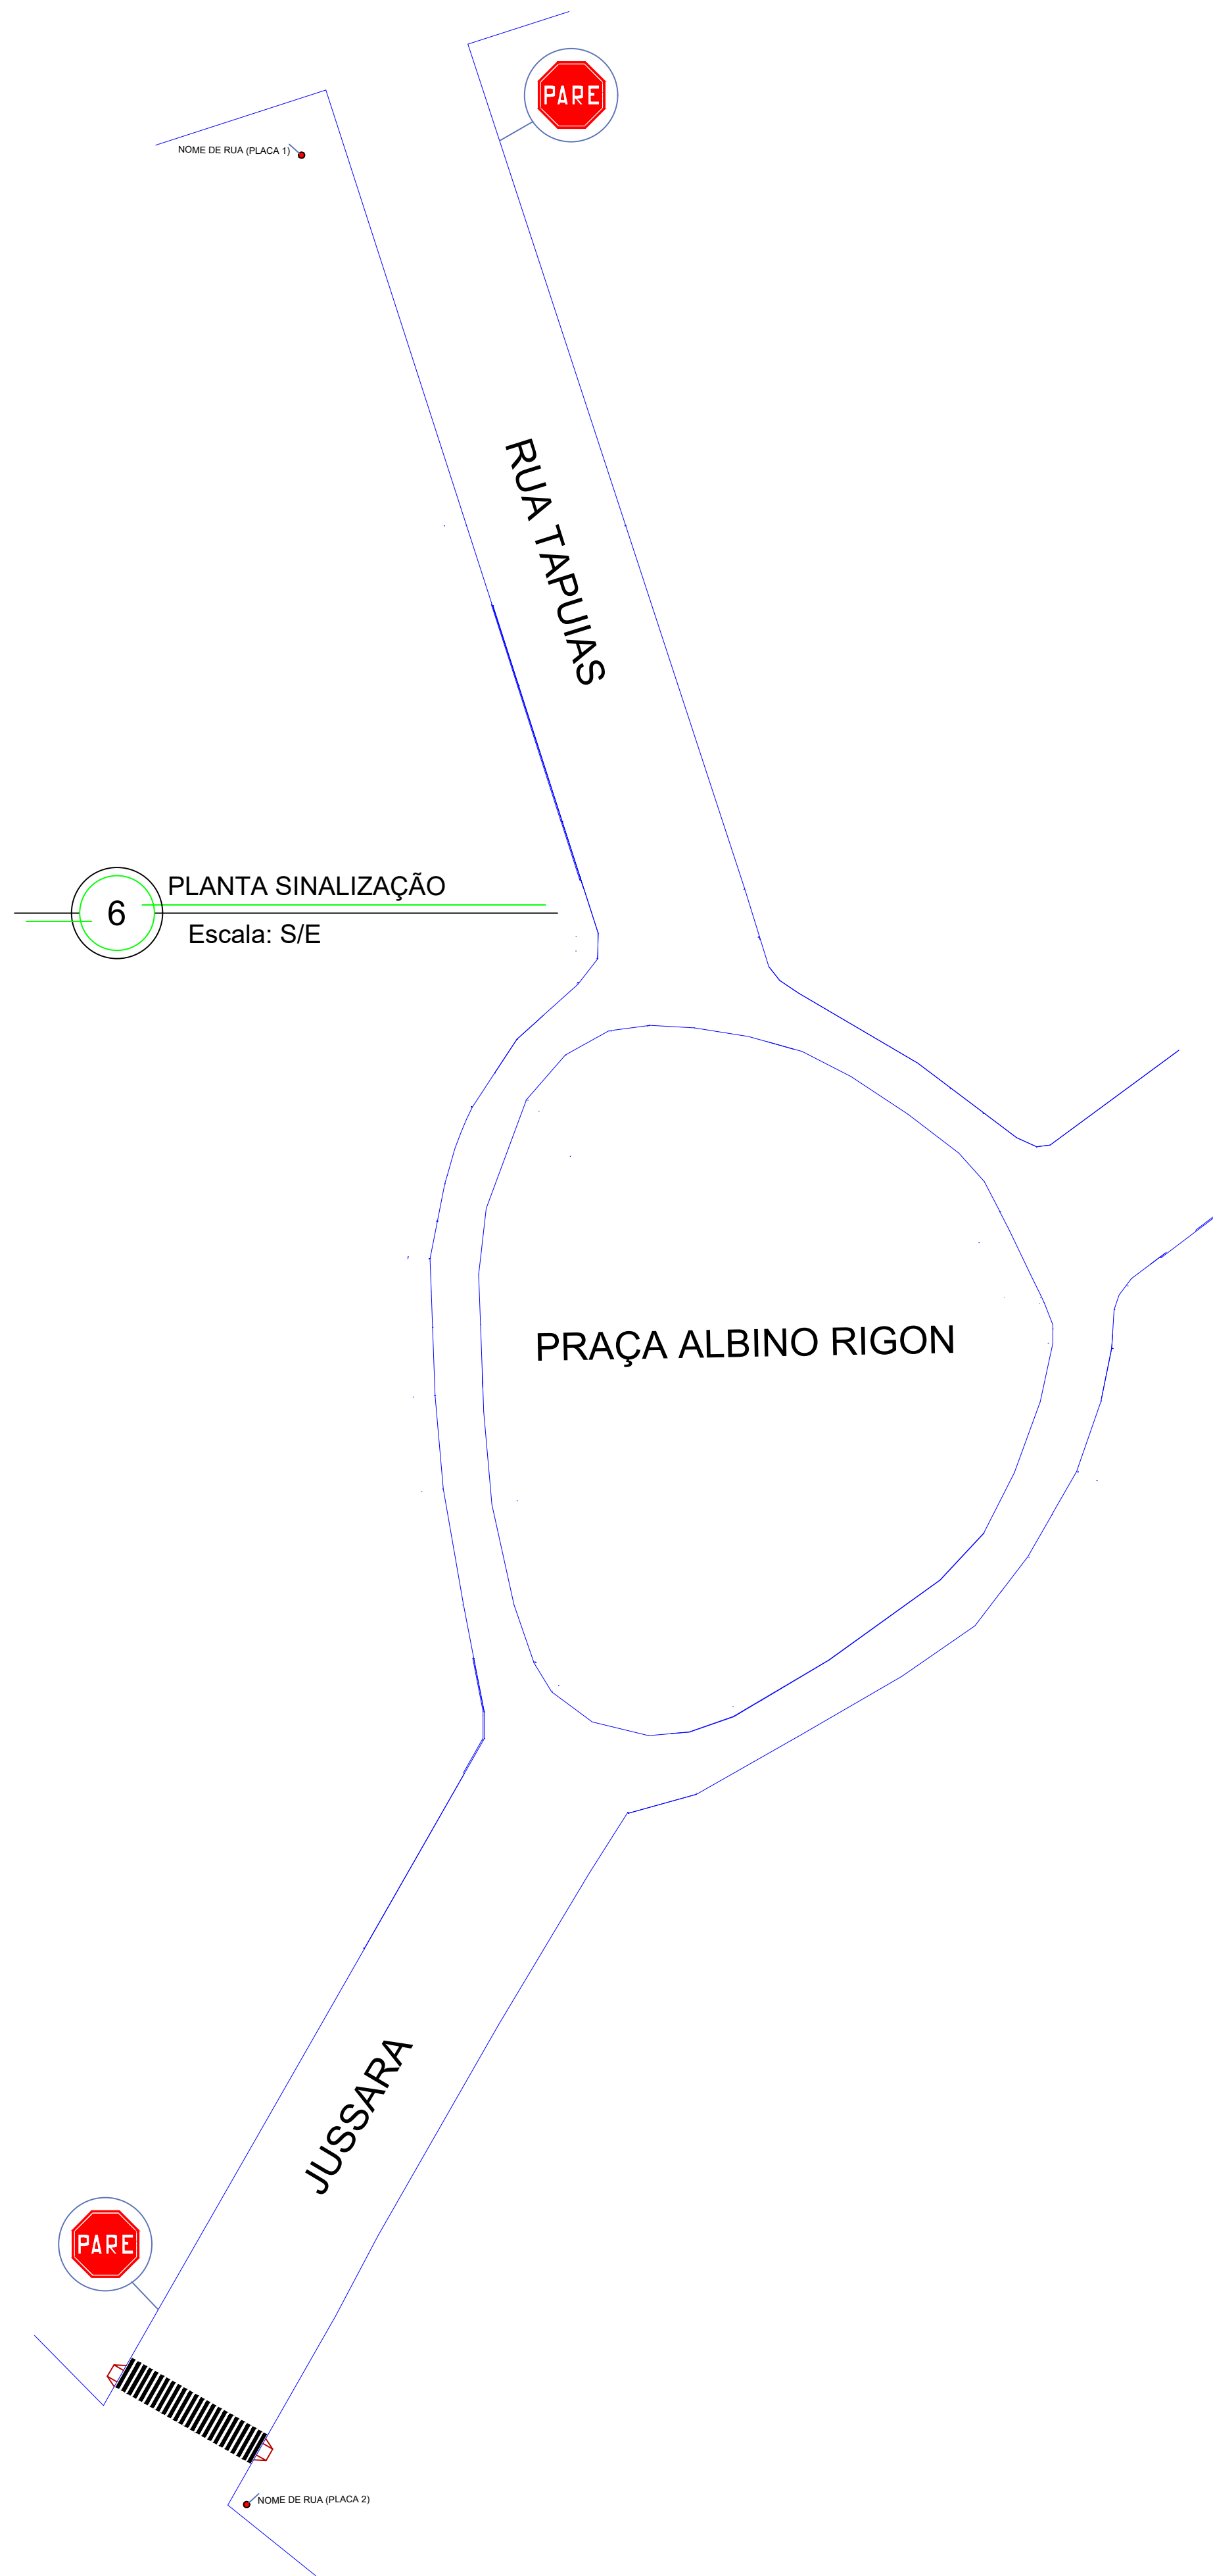 PARE
NOME DE RUA (PLACA 1)
RUA TAPUIAS
6
PLANTA SINALIZAÇÃO
Escala: S/E
PRAÇA ALBINO RIGON
JUSSARA
PARE
NOME DE RUA (PLACA 2)